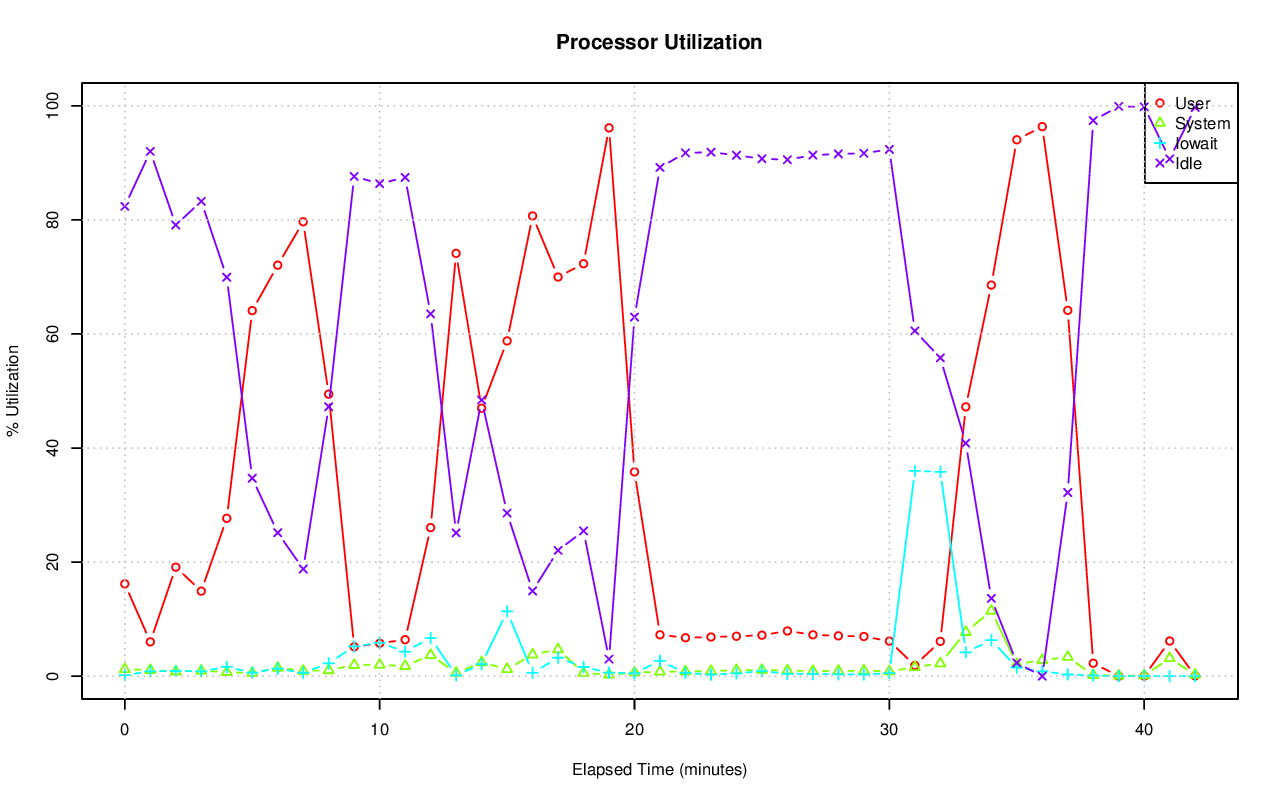 Processor Utilization
100
80
60
40
20
0
% Utilization
User
System
Iowait
Idle
0 10 20 30 40
Elapsed Time (minutes)